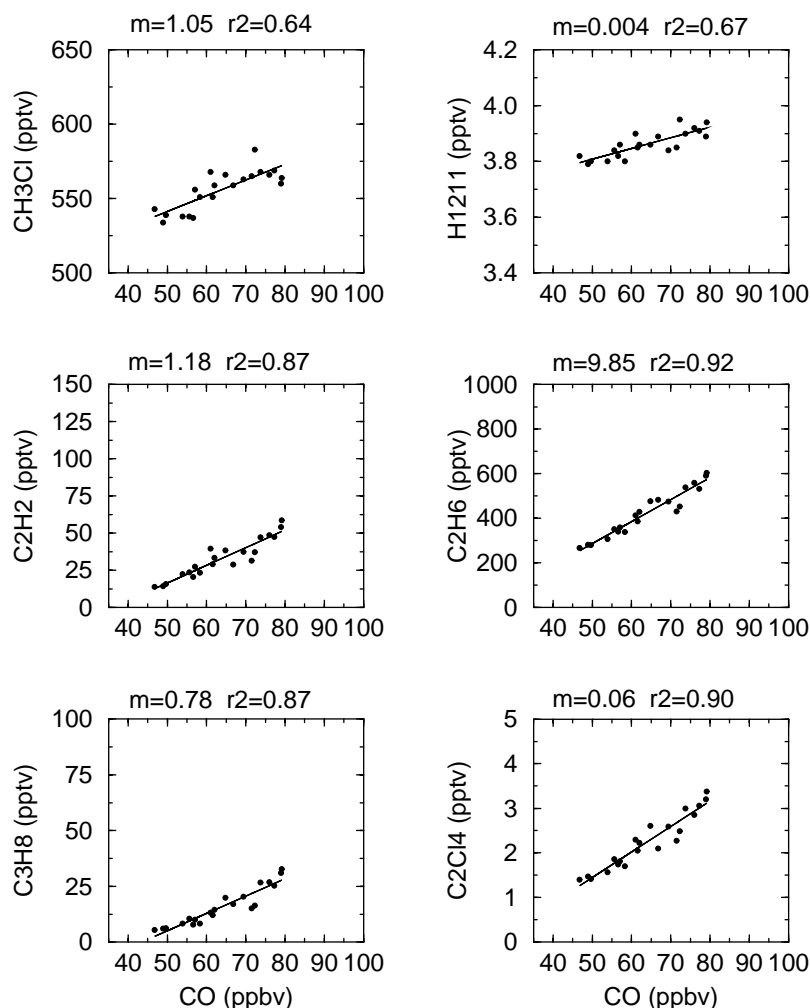 m=1.05 r2=0.64
650
600
550
500
CH3Cl (pptv)
40 50 60 70 80 90 100
m=0.004 r2=0.67
4.2
4.0
3.8
3.6
3.4
H1211 (pptv)
40 50 60 70 80 90 100
m=1.18 r2=0.87
150
125
100
75
50
25
0
C2H2 (pptv)
40 50 60 70 80 90 100
m=9.85 r2=0.92
1000
800
600
400
200
0
C2H6 (pptv)
40 50 60 70 80 90 100
m=0.78 r2=0.87
100
75
50
25
0
C3H8 (pptv)
40 50 60 70 80 90 100
CO (ppbv)
m=0.06 r2=0.90
5
4
3
2
1
0
C2Cl4 (pptv)
40 50 60 70 80 90 100
CO (ppbv)